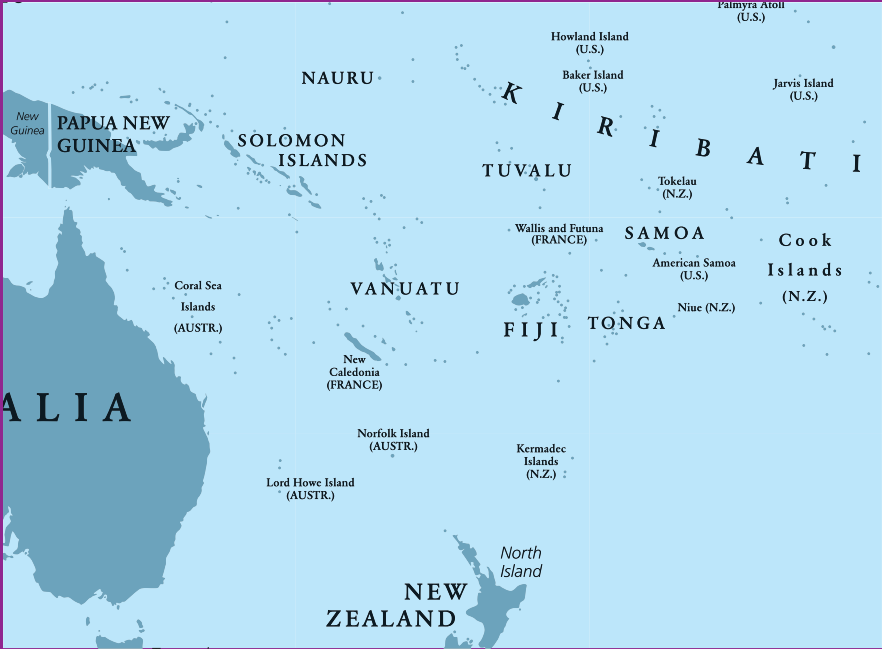 Palmyra Atoll
(U.S.)
Howland Island
(U.S.)
NAURU
Baker Island
(U.S.)
Jarvis Island
(U.S.)
KIRIBATI
New
Guinea
PAPUA NEW
GUINEA
SOLOMON
ISLANDS
TUVALU
Tokelau
(N.Z.)
Wallis and Futuna
(FRANCE)
SAMOA
Cook
Islands
(N.Z.)
American Samoa
(U.S.)
Coral Sea
Islands
(AUSTR.)
VANUATU
Niue (N.Z.)
FIJI
TONGA
New
Caledonia
(FRANCE)
ALIA
Norfolk Island
(AUSTR.)
Kermadec
Islands
(N.Z.)
Lord Howe Island
(AUSTR.)
North
Island
NEW
ZEALAND